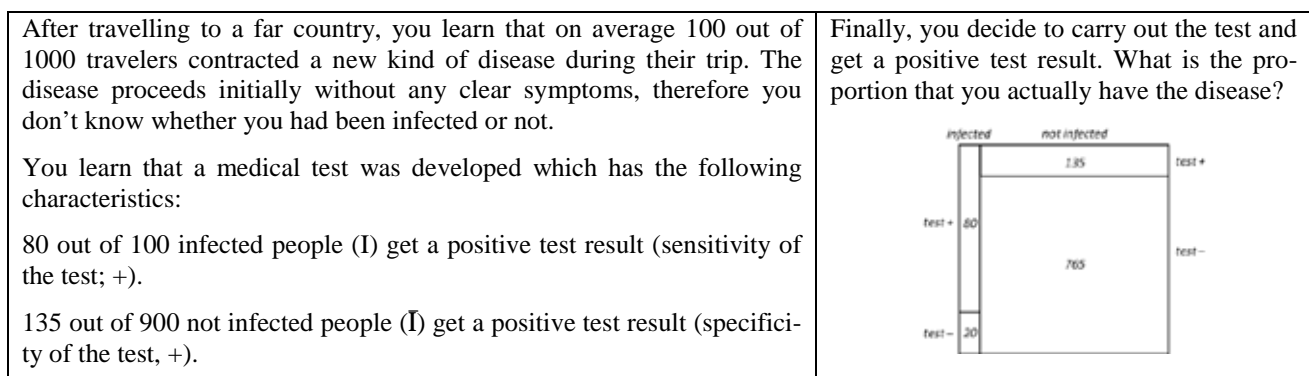 After travelling to a far country, you learn that on average 100 out of
1000 travelers contracted a new kind of disease during their trip. The
disease proceeds initially without any clear symptoms, therefore you
don't know whether you had been infected or not.
You learn that a medical test was developed which has the following
characteristics:
80 out of 100 infected people (I) get a positive test result (sensitivity of
the test; +).
135 out of 900 not infected people (Ī) get a positive test result (specifici-
ty of the test, +).
Finally, you decide to carry out the test and
get a positive test result. What is the pro-
portion that you actually have the disease?
infected not infected
135 test +
test + 80
765 test –
test – 20